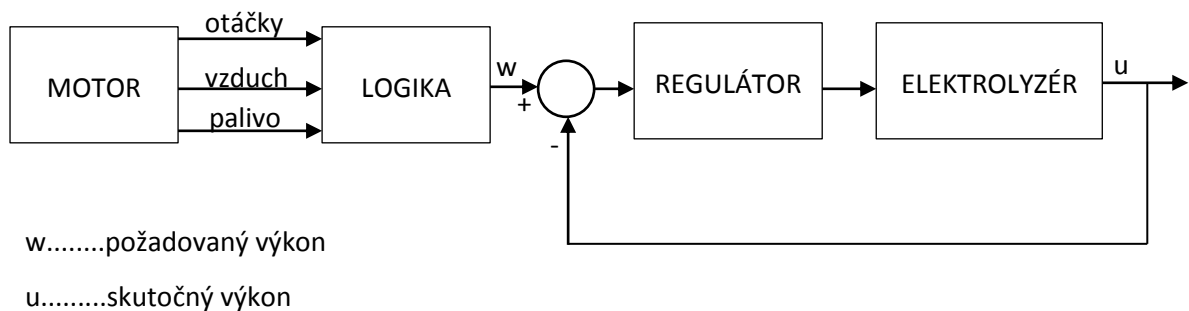 otáčky
MOTOR
vzduch
palivo
LOGIKA
w
+
-
REGULÁTOR
ELEKTROLYZÉR
u
w........požadovaný výkon
u.........skutočný výkon